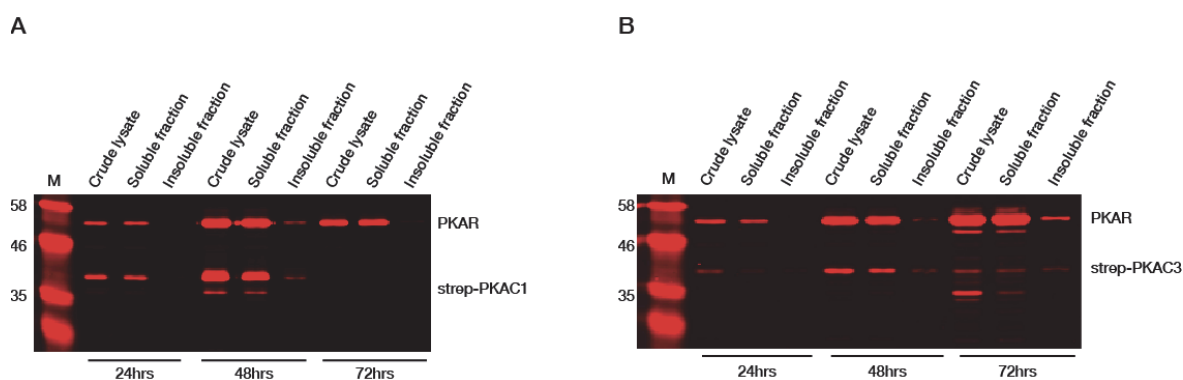 A
B
Crude lysate
Soluble fraction
Insoluble fraction
Crude lysate
Soluble fraction
Insoluble fraction
Crude lysate
Soluble fraction
Insoluble fraction
M
58
46
35
PKAR
strep-PKAC1
24hrs
48hrs
72hrs
Crude lysate
Soluble fraction
Insoluble fraction
Crude lysate
Soluble fraction
Insoluble fraction
Crude lysate
Soluble fraction
Insoluble fraction
M
58
46
35
PKAR
strep-PKAC3
24hrs
48hrs
72hrs